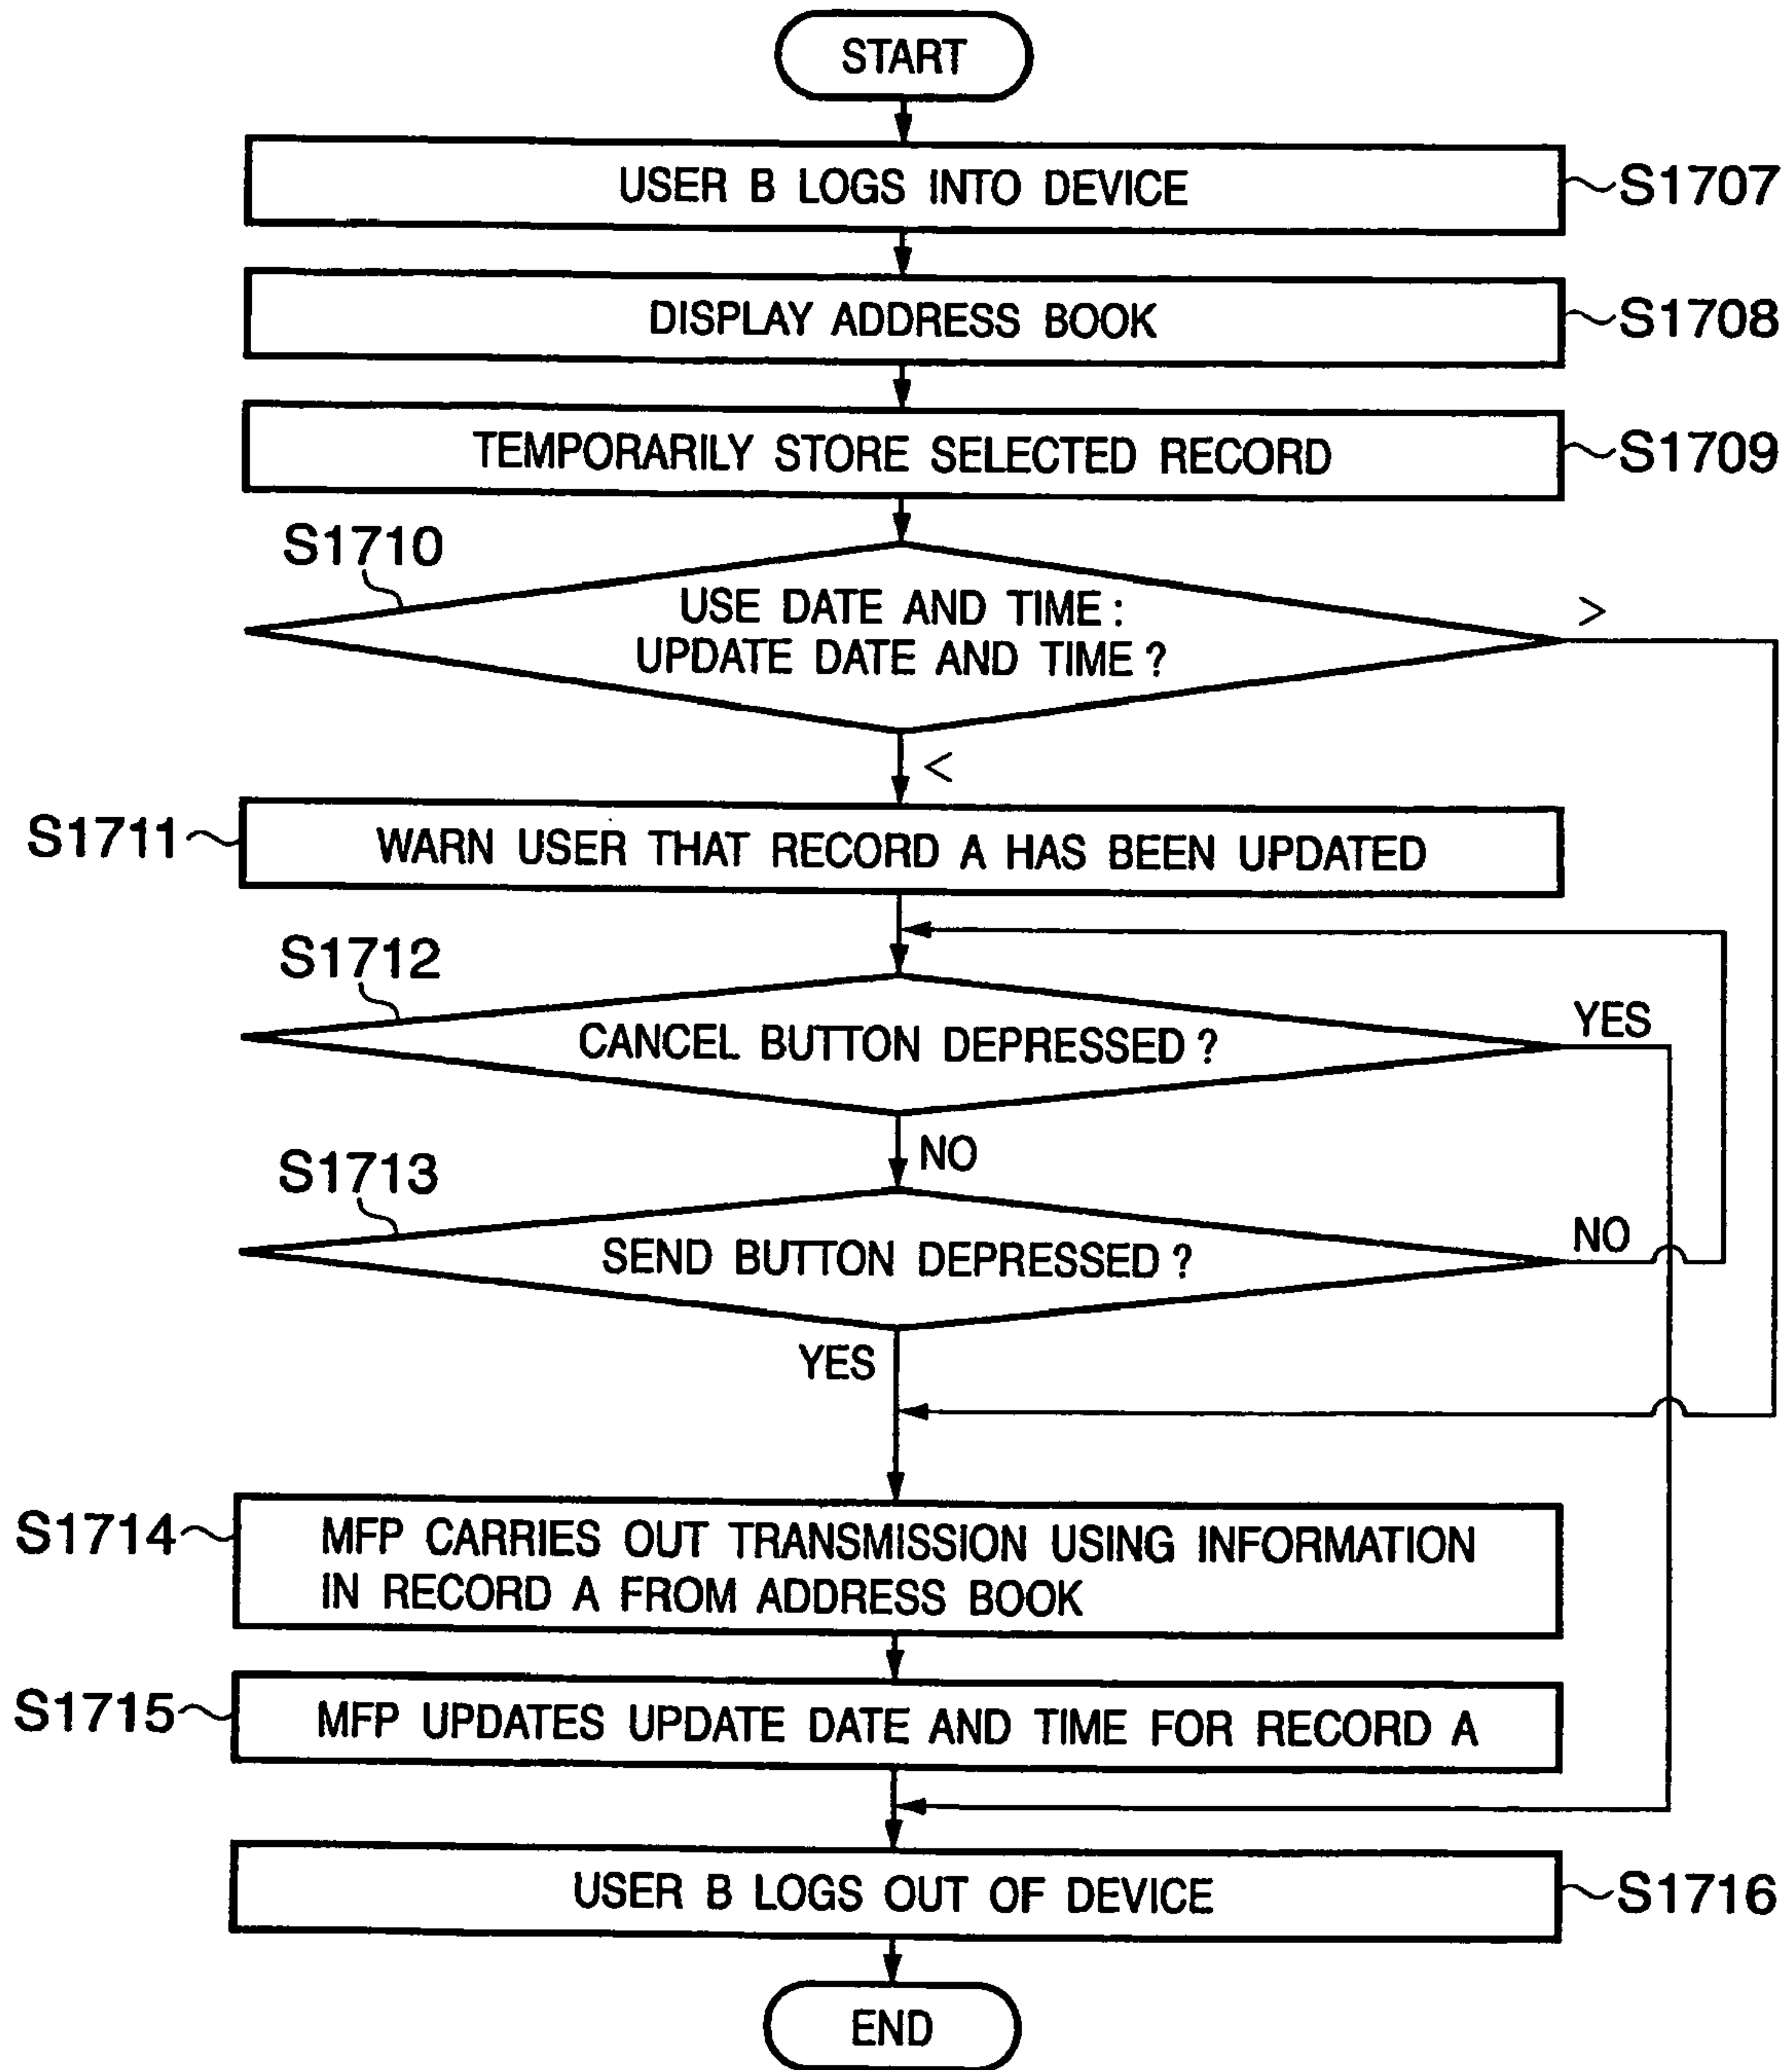 START
USER B LOGS INTO DEVICE
S1707
DISPLAY ADDRESS BOOK
S1708
TEMPORARILY STORE SELECTED RECORD
S1709
S1710
USE DATE AND TIME :
UPDATE DATE AND TIME ?
>
<
S1711
WARN USER THAT RECORD A HAS BEEN UPDATED
S1712
CANCEL BUTTON DEPRESSED ?
YES
NO
S1713
SEND BUTTON DEPRESSED ?
NO
YES
S1714
MFP CARRIES OUT TRANSMISSION USING INFORMATION
IN RECORD A FROM ADDRESS BOOK
S1715
MFP UPDATES UPDATE DATE AND TIME FOR RECORD A
USER B LOGS OUT OF DEVICE
S1716
END